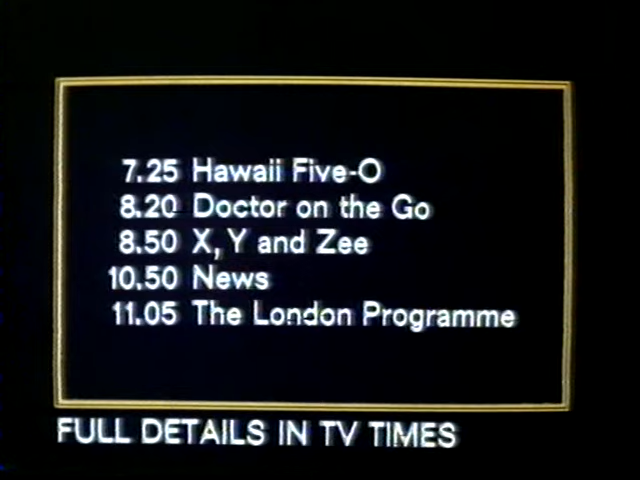 7.25 Hawaii Five-O
8.20 Doctor on the Go
8.50 X, Y and Zee
10.50 News
11.05 The London Programme
FULL DETAILS IN TV TIMES